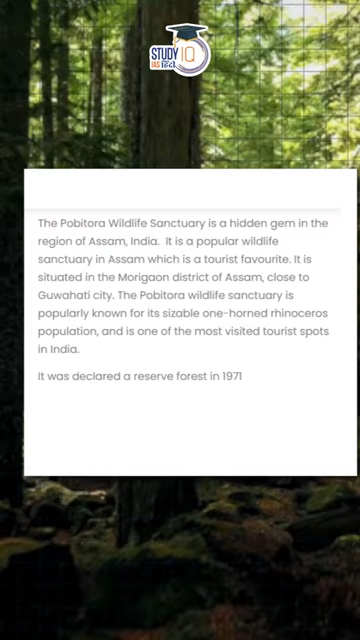 STUDY IQ
IAS हिंदी
The Pobitora Wildlife Sanctuary is a hidden gem in the
region of Assam, India.  It is a popular wildlife
sanctuary in Assam which is a tourist favourite. It is
situated in the Morigaon district of Assam, close to
Guwahati city. The Pobitora wildlife sanctuary is
popularly known for its sizable one-horned rhinoceros
population, and is one of the most visited tourist spots
in India.
It was declared a reserve forest in 1971